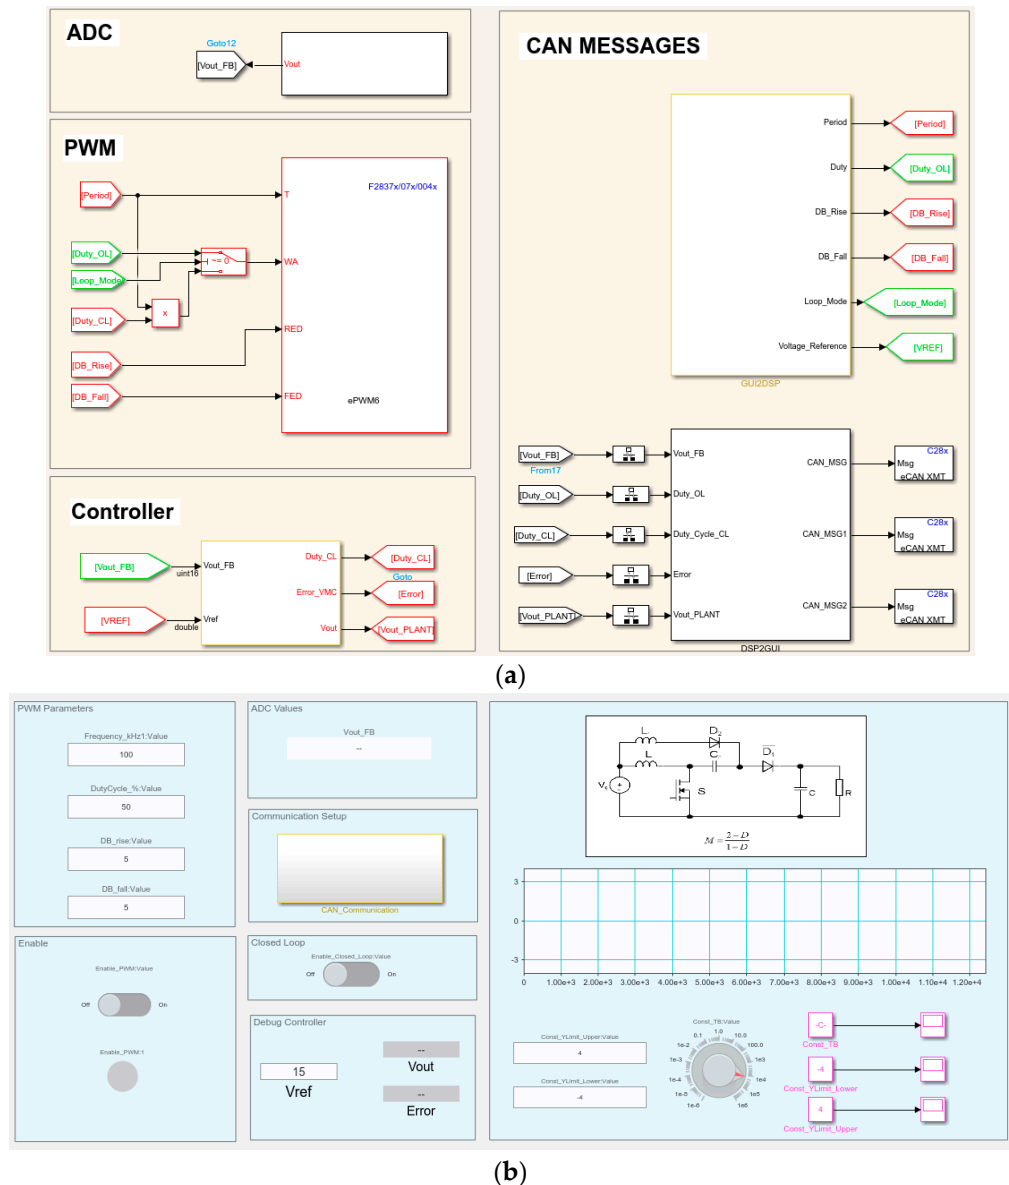 ADC
Goto12
[Vout_FB]
Vout
PWM
F2837x/07x/004x
[Period]
T
[Duty_OL]
~= 0
WA
[Loop_Mode]
[Duty_CL]
x
RED
[DB_Rise]
[DB_Fall]
FED
ePWM6
Controller
[Vout_FB]
uint16
Vout_FB
Duty_CL
[Duty_CL]
Goto
Error_VMC
[Error]
[VREF]
double
Vref
Vout
[Vout_PLANT]
CAN MESSAGES
Period
[Period]
Duty
[Duty_OL]
DB_Rise
[DB_Rise]
DB_Fall
[DB_Fall]
Loop_Mode
[Loop_Mode]
Voltage_Reference
[VREF]
GUI2DSP
[Vout_FB]
From17
Vout_FB
CAN_MSG
C28x
Msg
eCAN XMT
[Duty_OL]
Duty_OL
[Duty_CL]
Duty_Cycle_CL
CAN_MSG1
C28x
Msg
eCAN XMT
[Error]
Error
[Vout_PLANT]
Vout_PLANT
CAN_MSG2
C28x
Msg
eCAN XMT
DSP2GUI
(a)
PWM Parameters
Frequency_kHz1:Value
100
DutyCycle_%:Value
50
DB_rise:Value
5
DB_fall:Value
5
Enable
Enable_PWM:Value
Off
On
Enable_PWM:1
ADC Values
Vout_FB
--
Communication Setup
CAN_Communication
Closed Loop
Enable_Closed_Loop:Value
Off
On
Debug Controller
15
Vref
--
Vout
--
Error
L
D2
L
C
D1
S
C
R
M = 2−D
1−D
3
0
-3
0 1.00e+3 2.00e+3 3.00e+3 4.00e+3 5.00e+3 6.00e+3 7.00e+3 8.00e+3 9.00e+3 1.00e+4 1.10e+4 1.20e+4
Const_YLimit_Upper:Value
4
Const_YLimit_Lower:Value
-4
Const_TB:Value
1e-6
1e-5
1e-4
1e-3
1e-2
0.1
1.0
10.0
100.0
1e3
1e4
1e5
1e6
-C-
Const_TB
-4
Const_YLimit_Lower
4
Const_YLimit_Upper
(b)